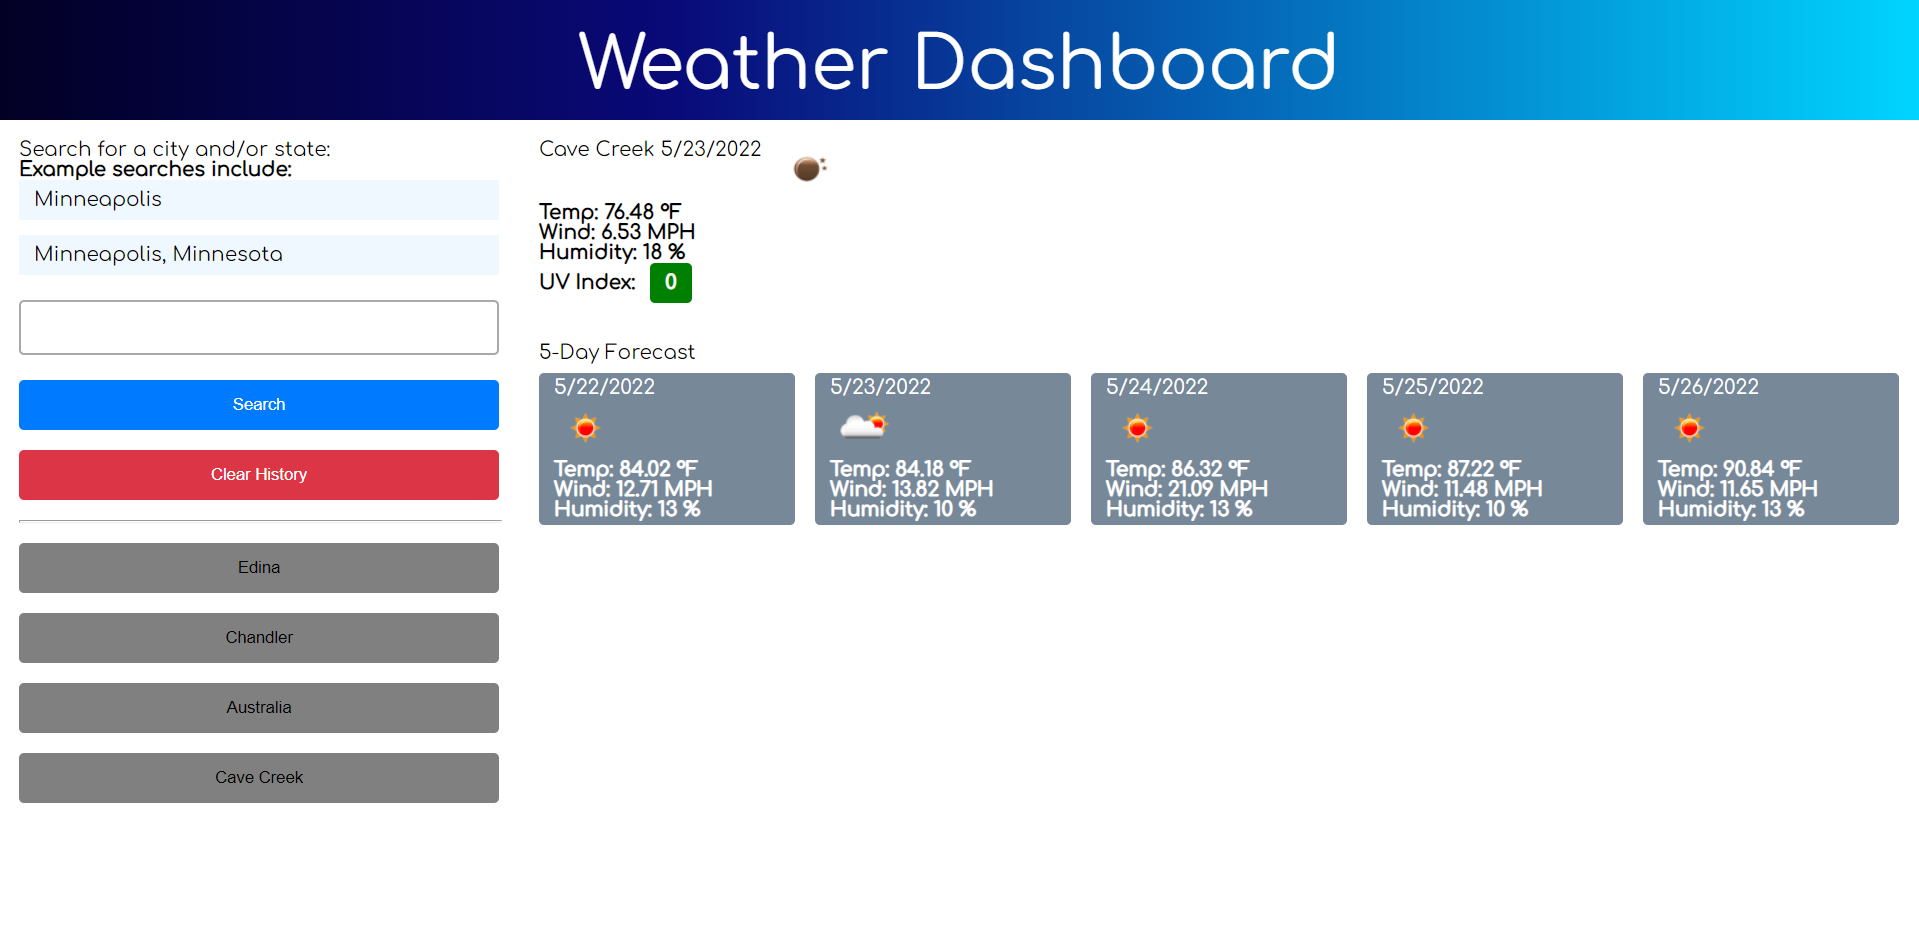 Weather Dashboard
Search for a city and/or state:
Example searches include:
Minneapolis
Minneapolis, Minnesota
Search
Clear History
Edina
Chandler
Australia
Cave Creek
Cave Creek 5/23/2022
Temp: 76.48 °F
Wind: 6.53 MPH
Humidity: 18 %
UV Index: 0
5-Day Forecast
5/22/2022
Temp: 84.02 °F
Wind: 12.71 MPH
Humidity: 13 %
5/23/2022
Temp: 84.18 °F
Wind: 13.82 MPH
Humidity: 10 %
5/24/2022
Temp: 86.32 °F
Wind: 21.09 MPH
Humidity: 13 %
5/25/2022
Temp: 87.22 °F
Wind: 11.48 MPH
Humidity: 10 %
5/26/2022
Temp: 90.84 °F
Wind: 11.65 MPH
Humidity: 13 %